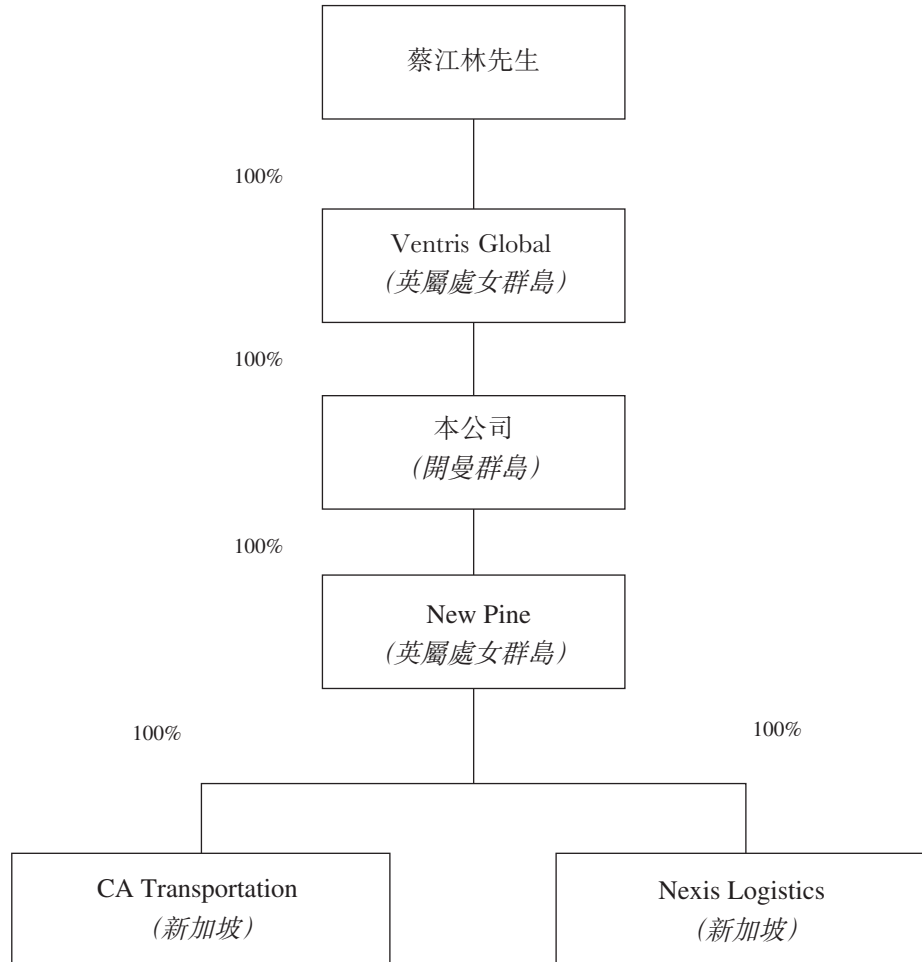 蔡江林先生
100%
Ventris Global
(英屬處女群島)
100%
本公司
(開曼群島)
100%
New Pine
(英屬處女群島)
100%
100%
CA Transportation
(新加坡)
Nexis Logistics
(新加坡)